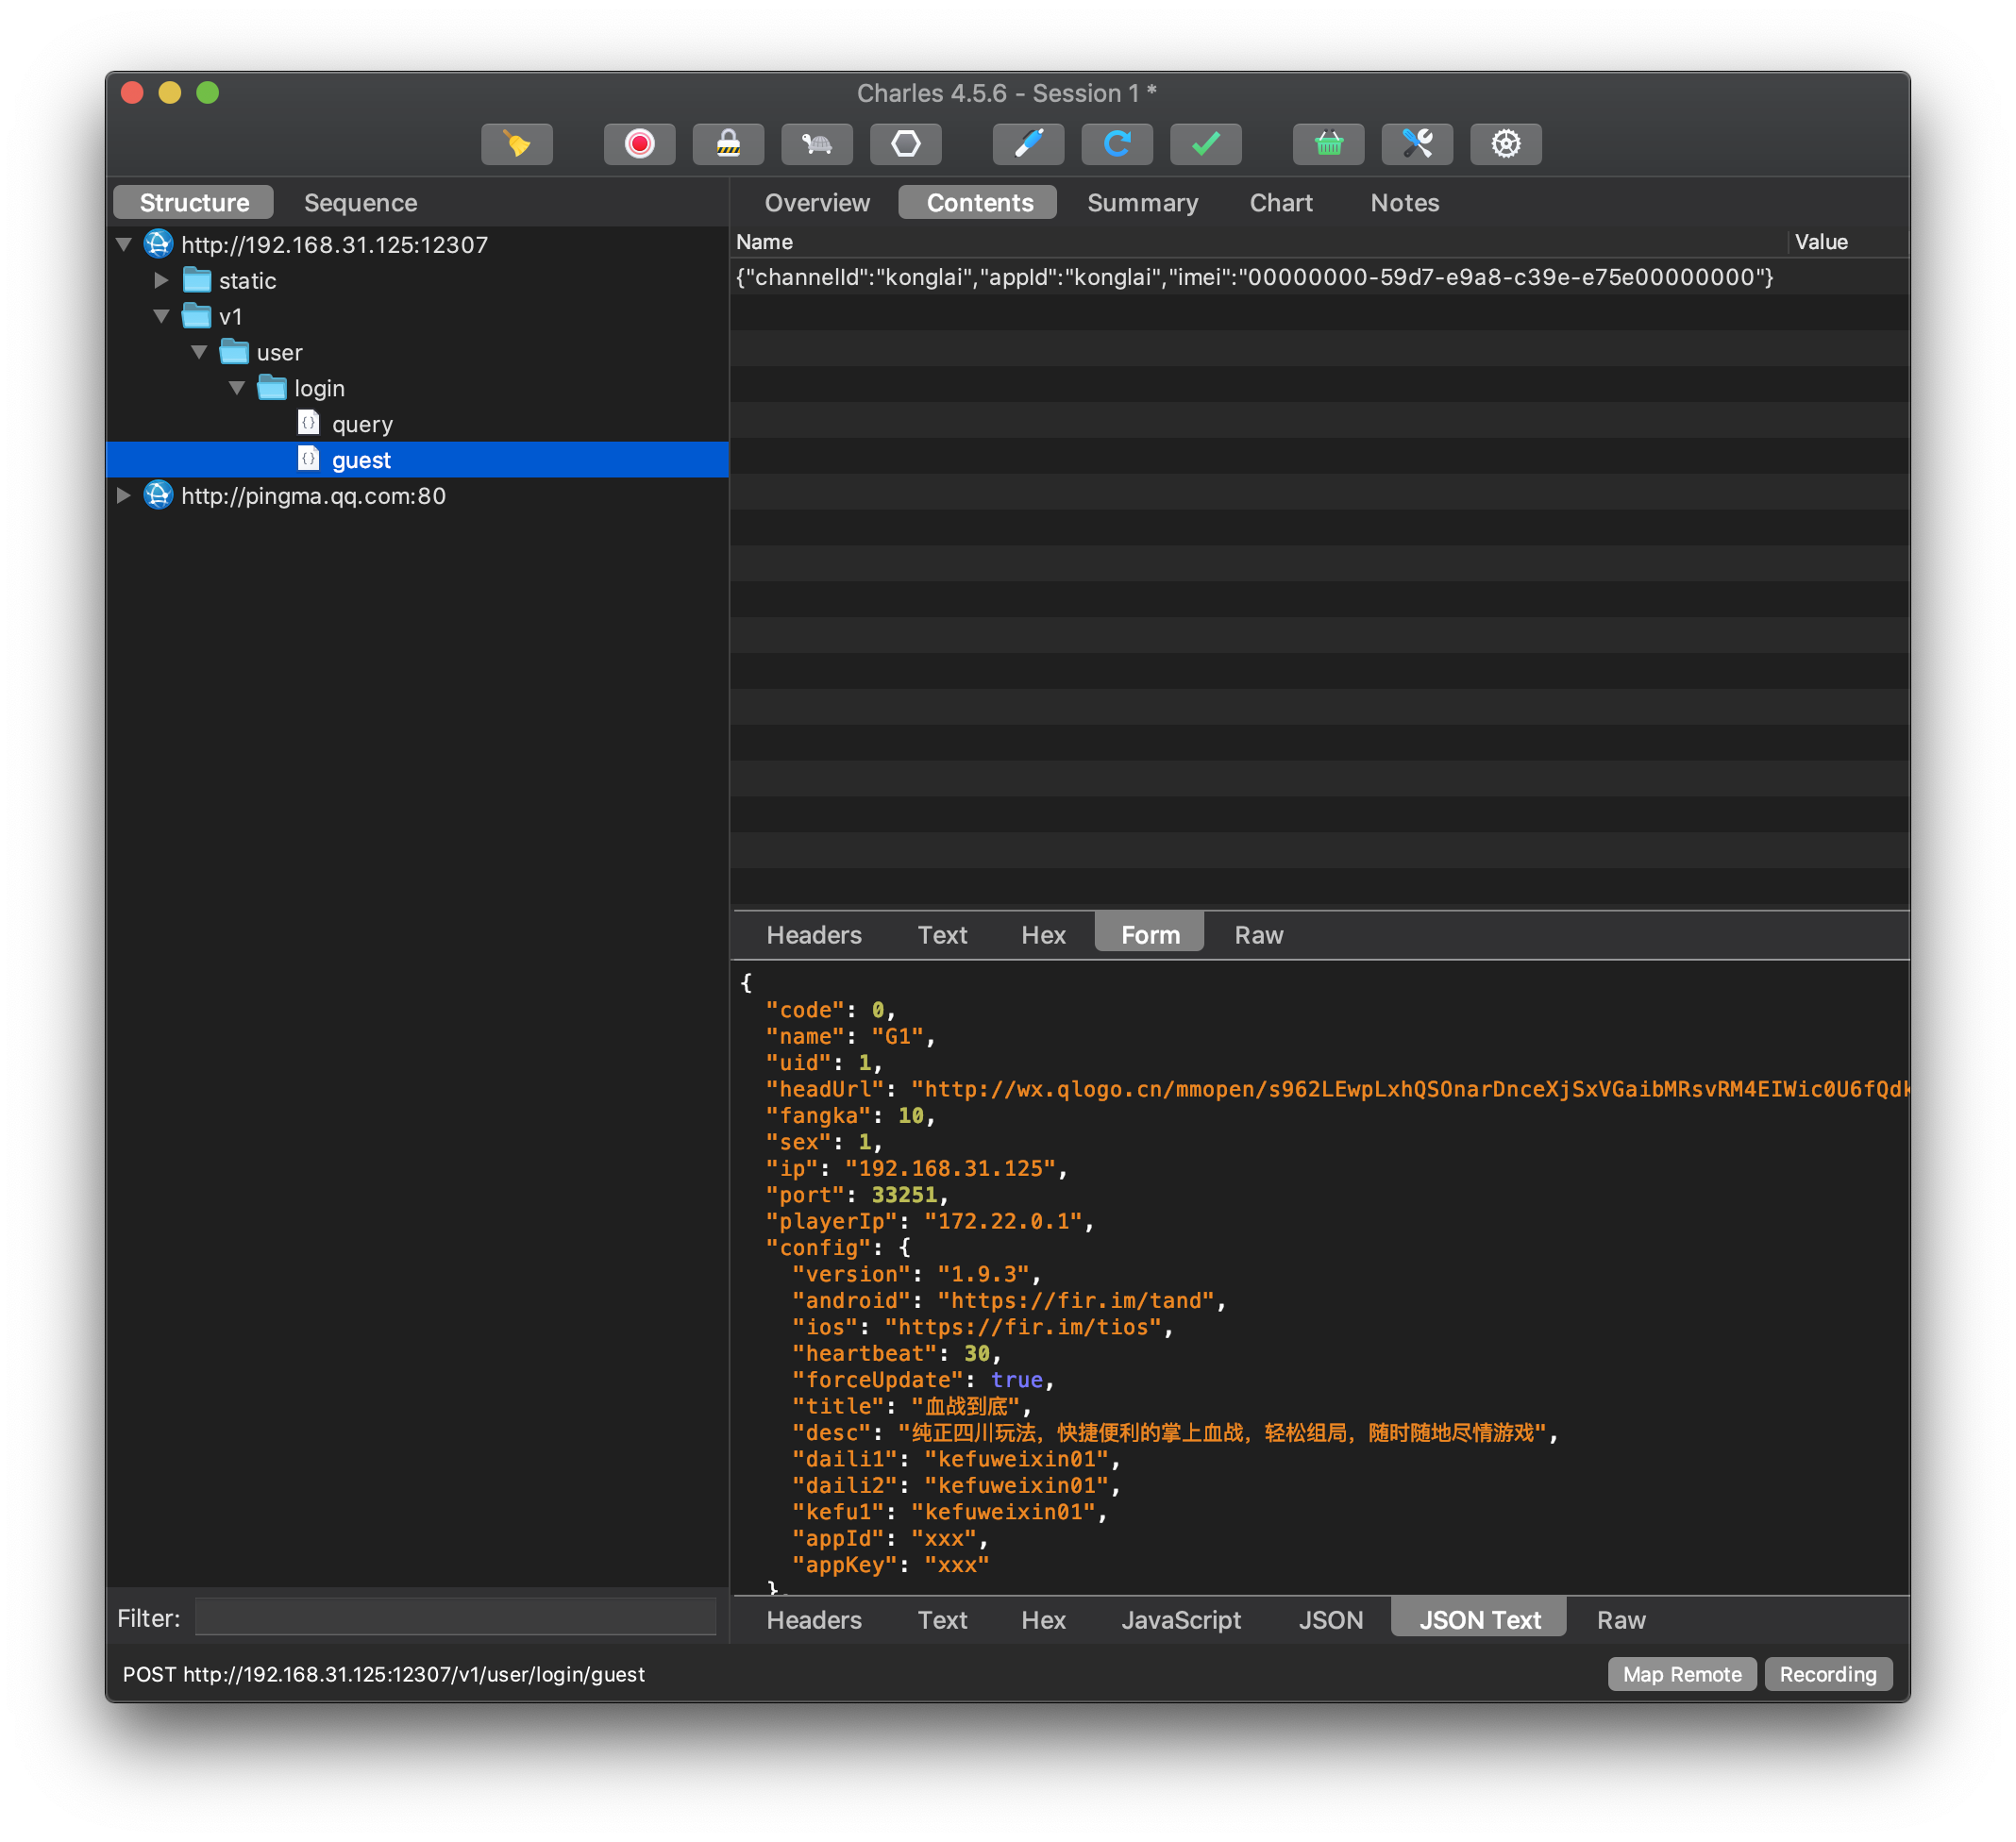 Charles 4.5.6 - Session 1 *
Structure
Sequence
http://192.168.31.125:12307
static
v1
user
login
query
guest
http://pingma.qq.com:80
Filter:
Overview
Contents
Summary
Chart
Notes
Name
Value
{"channelId":"konglai","appId":"konglai","imei":"00000000-59d7-e9a8-c39e-e75e00000000"}
Headers
Text
Hex
Form
Raw
{
"code": 0,
"name": "G1",
"uid": 1,
"headUrl": "http://wx.qlogo.cn/mmopen/s962LEwpLxhQSOnarDnceXjSxVGaibMRsvRM4EIWic0U6fQdk
"fangka": 10,
"sex": 1,
"ip": "192.168.31.125",
"port": 33251,
"playerIp": "172.22.0.1",
"config": {
"version": "1.9.3",
"android": "https://fir.im/tand",
"ios": "https://fir.im/tios",
"heartbeat": 30,
"forceUpdate": true,
"title": "血战到底",
"desc": "纯正四川玩法，快捷便利的掌上血战，轻松组局，随时随地尽情游戏",
"daili1": "kefuweixin01",
"daili2": "kefuweixin01",
"kefu1": "kefuweixin01",
"appId": "xxx",
"appKey": "xxx"
},
Headers
Text
Hex
JavaScript
JSON
JSON Text
Raw
POST http://192.168.31.125:12307/v1/user/login/guest
Map Remote
Recording